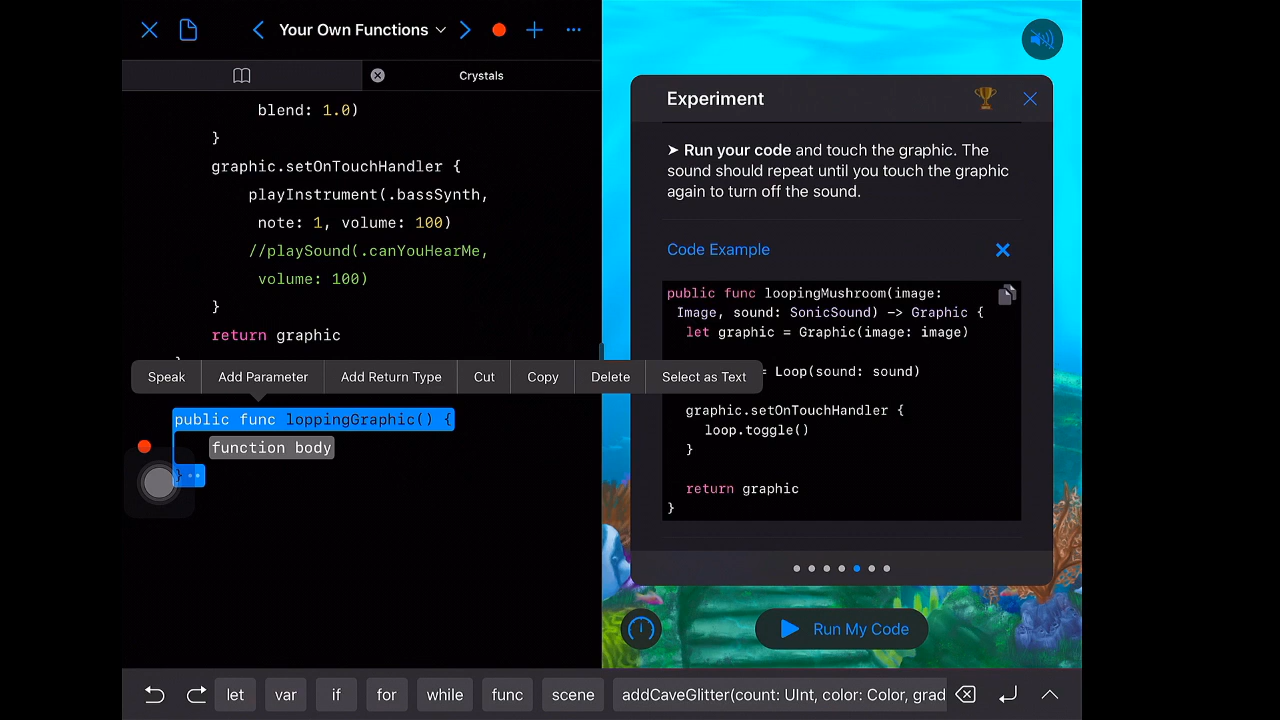 Your Own Functions
Crystals
blend: 1.0)
}
graphic.setOnTouchHandler {
playInstrument(.bassSynth,
note: 1, volume: 100)
//playSound(.canYouHearMe,
volume: 100)
}
return graphic
Speak
Add Parameter
Add Return Type
Cut
Copy
Delete
Select as Text
public func loppingGraphic() {
function body
}
Experiment
➤ Run your code and touch the graphic. The
sound should repeat until you touch the graphic
again to turn off the sound.
Code Example
public func loopingMushroom(image:
Image, sound: SonicSound) -> Graphic {
let graphic = Graphic(image: image)
= Loop(sound: sound)
graphic.setOnTouchHandler {
loop.toggle()
}
return graphic
}
Run My Code
let
var
if
for
while
func
scene
addCaveGlitter(count: UInt, color: Color, grad